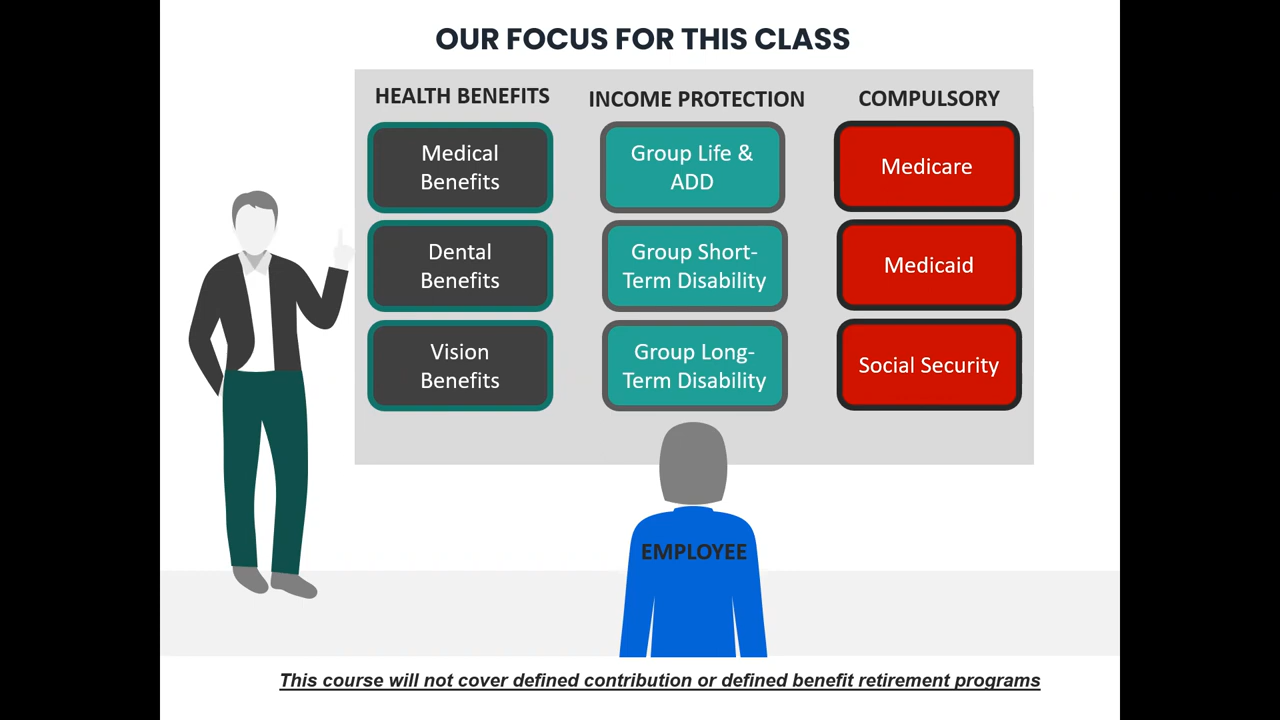 OUR FOCUS FOR THIS CLASS
HEALTH BENEFITS
Medical
Benefits
Dental
Benefits
Vision
Benefits
INCOME PROTECTION
Group Life &
ADD
Group Short-
Term Disability
Group Long-
Term Disability
COMPULSORY
Medicare
Medicaid
Social Security
EMPLOYEE
This course will not cover defined contribution or defined benefit retirement programs